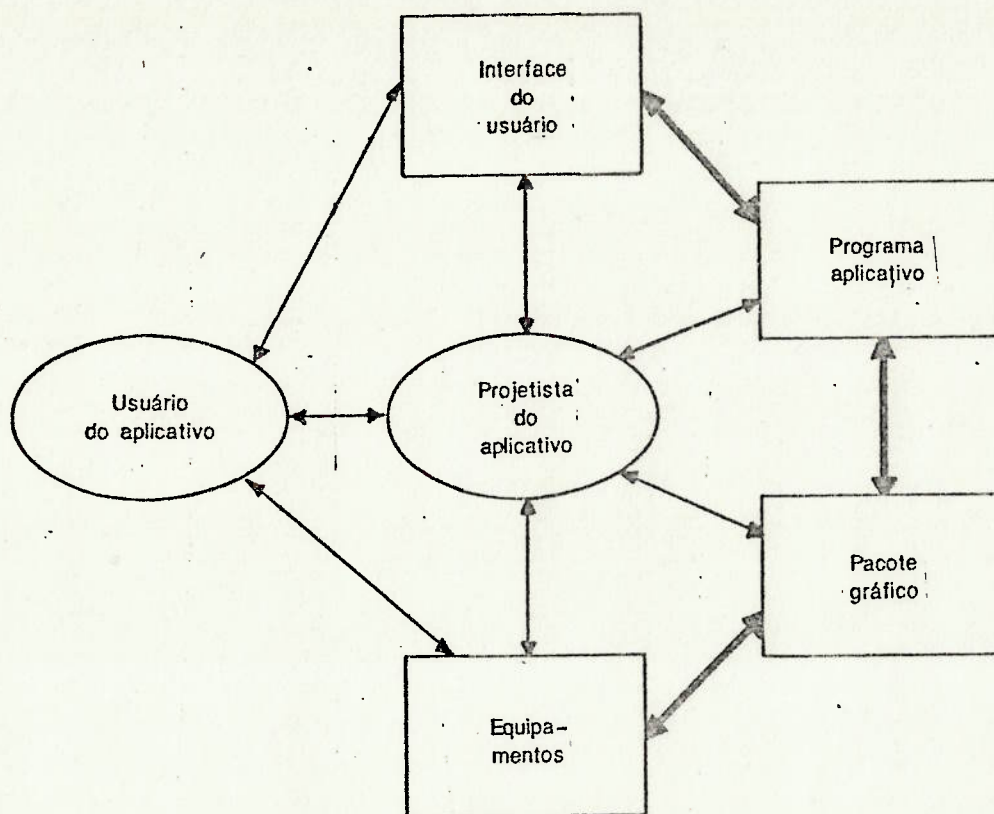 Interface
do
usuário
Programa
aplicativo
Usuário
do aplicativo
Projetista
do
aplicativo
Pacote
gráfico
Equipa-
mentos